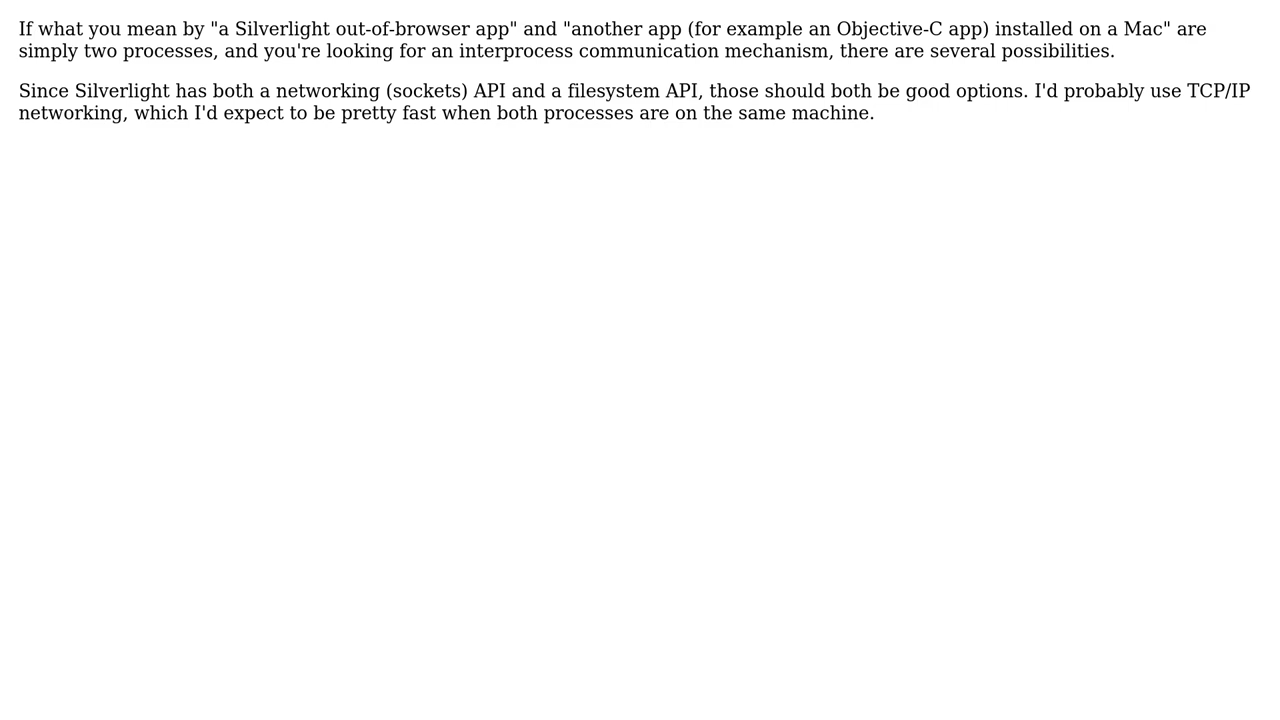 If what you mean by "a Silverlight out-of-browser app" and "another app (for example an Objective-C app) installed on a Mac" are
simply two processes, and you're looking for an interprocess communication mechanism, there are several possibilities.
Since Silverlight has both a networking (sockets) API and a filesystem API, those should both be good options. I'd probably use TCP/IP
networking, which I'd expect to be pretty fast when both processes are on the same machine.